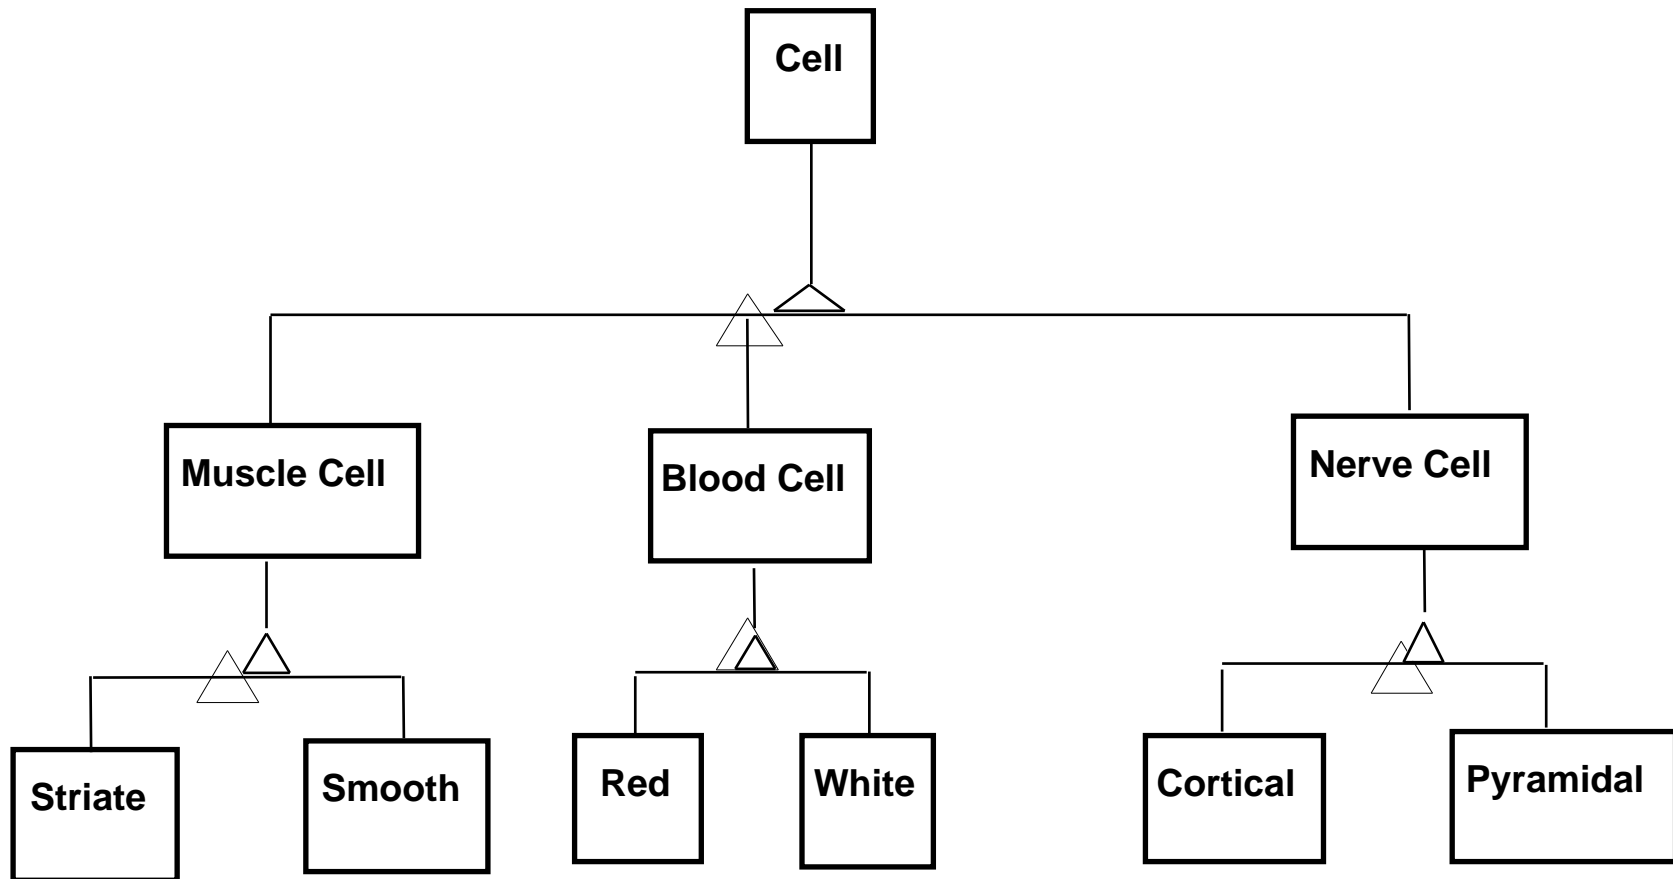 Cell
Muscle Cell
Blood Cell
Nerve Cell
Striate
Smooth
Red
White
Cortical
Pyramidal